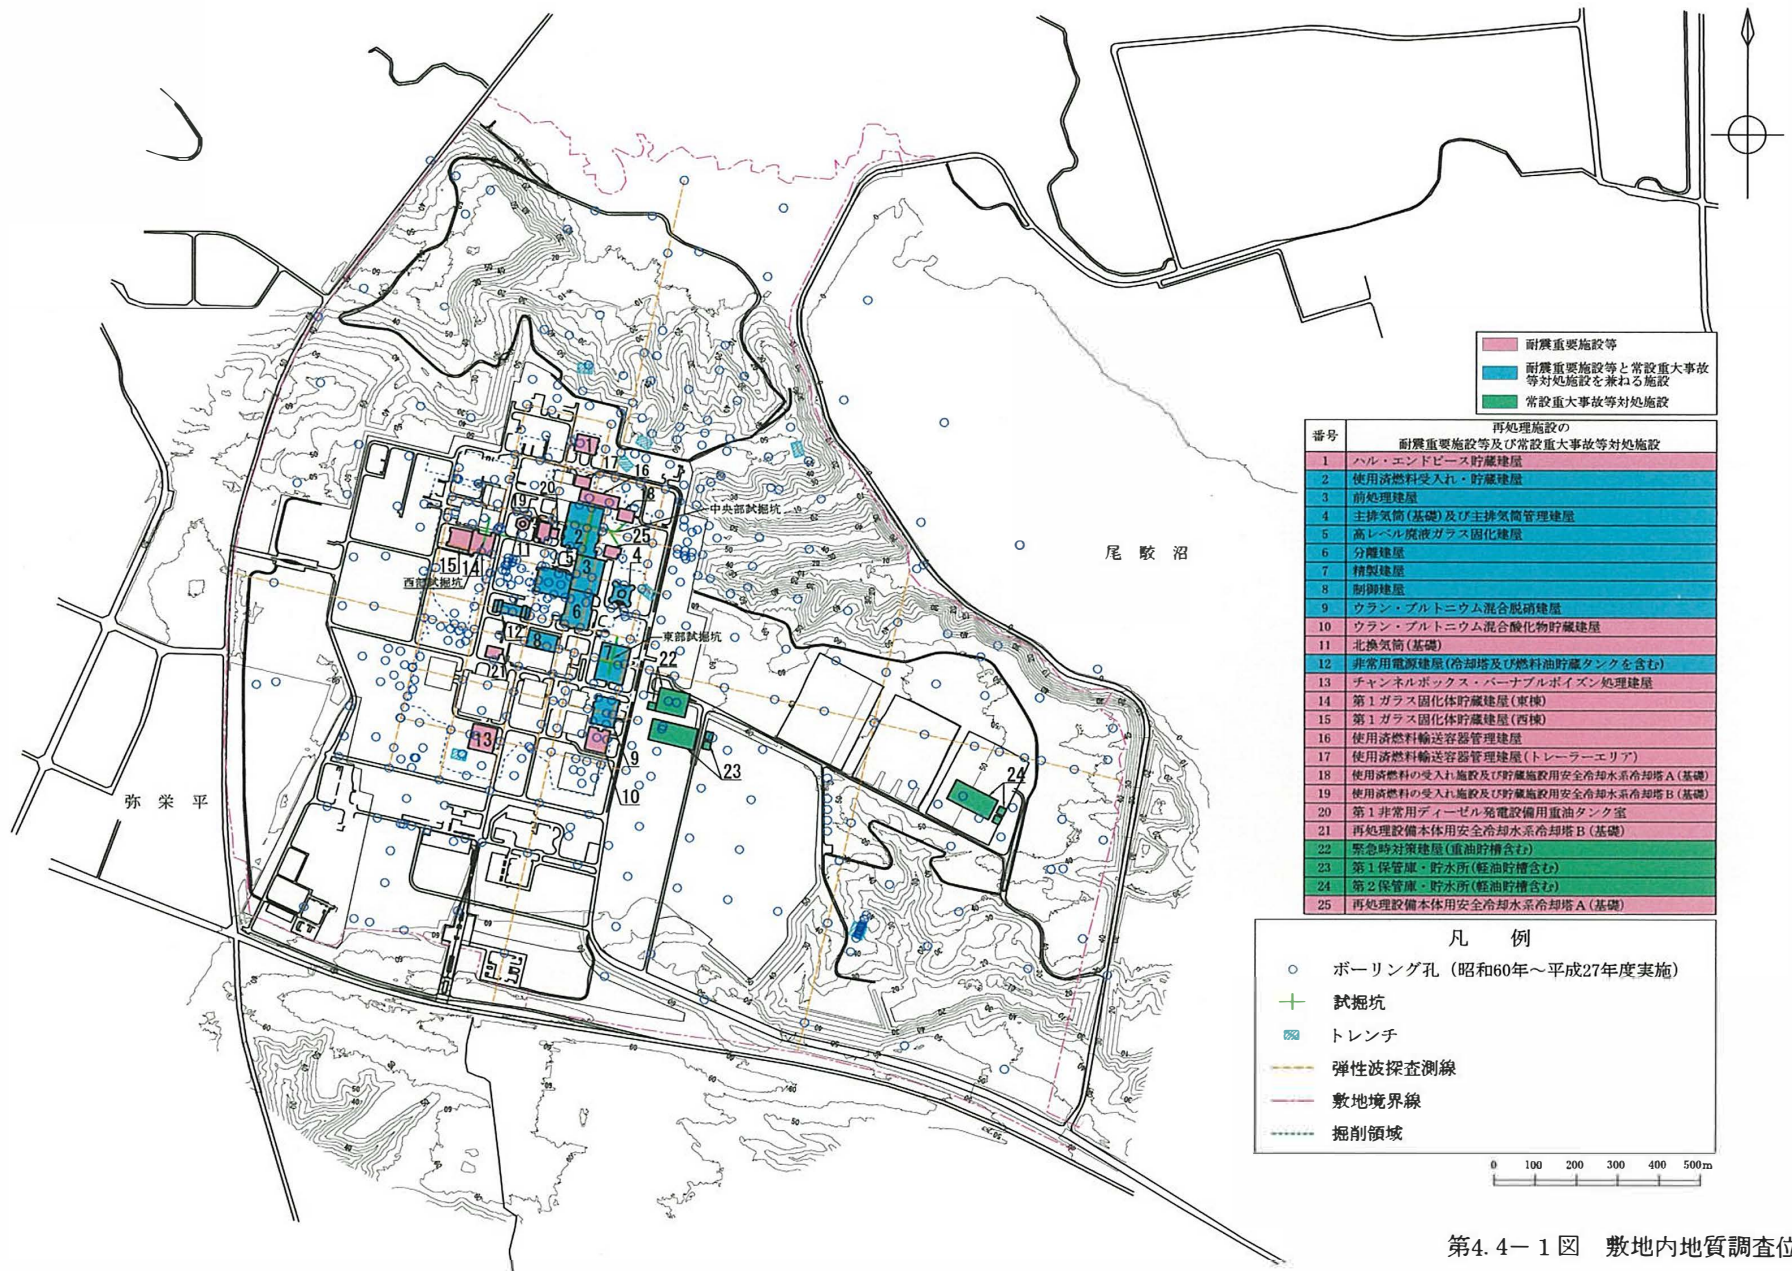 耐震重要施設等
耐震重要施設等と常設重大事故
等対処施設を兼ねる施設
常設重大事故等対処施設
番号
再処理施設の
耐震重要施設等及び常設重大事故等対処施設
1 ハル・エンドピース貯蔵建屋
2 使用済燃料受入れ・貯蔵建屋
3 前処理建屋
4 主排気筒(基礎)及び主排気筒管理建屋
5 高レベル廃液ガラス固化建屋
6 分離建屋
7 精製建屋
8 制御建屋
9 ウラン・プルトニウム混合脱硝建屋
10 ウラン・プルトニウム混合酸化物貯蔵建屋
11 北換気筒(基礎)
12 非常用電源建屋(冷却塔及び燃料油貯蔵タンクを含む)
13 チャンネルボックス・バーナブルポイズン処理建屋
14 第1ガラス固化体貯蔵建屋(東棟)
15 第1ガラス固化体貯蔵建屋(西棟)
16 使用済燃料輸送容器管理建屋
17 使用済燃料輸送容器管理建屋(トレーラーエリア)
18 使用済燃料の受入れ施設及び貯蔵施設用安全冷却水系冷却塔A(基礎)
19 使用済燃料の受入れ施設及び貯蔵施設用安全冷却水系冷却塔B(基礎)
20 第1非常用ディーゼル発電設備用重油タンク室
21 再処理設備本体用安全冷却水系冷却塔B(基礎)
22 緊急時対策建屋(重油貯槽含む)
23 第1保管庫・貯水所(軽油貯槽含む)
24 第2保管庫・貯水所(軽油貯槽含む)
25 再処理設備本体用安全冷却水系冷却塔A(基礎)
凡 例
ボーリング孔(昭和60年~平成27年度実施)
試掘坑
トレンチ
弾性波探査測線
敷地境界線
掘削領域
0 100 200 300 400 500m
尾 駮 沼
弥 栄 平
中央部試掘坑
西部試掘坑
東部試掘坑
1
17
16
20
19
18
2
25
11
5
4
3
15
14
6
12
8
7
22
21
13
9
23
10
24
第4.4-1図 敷地内地質調査位